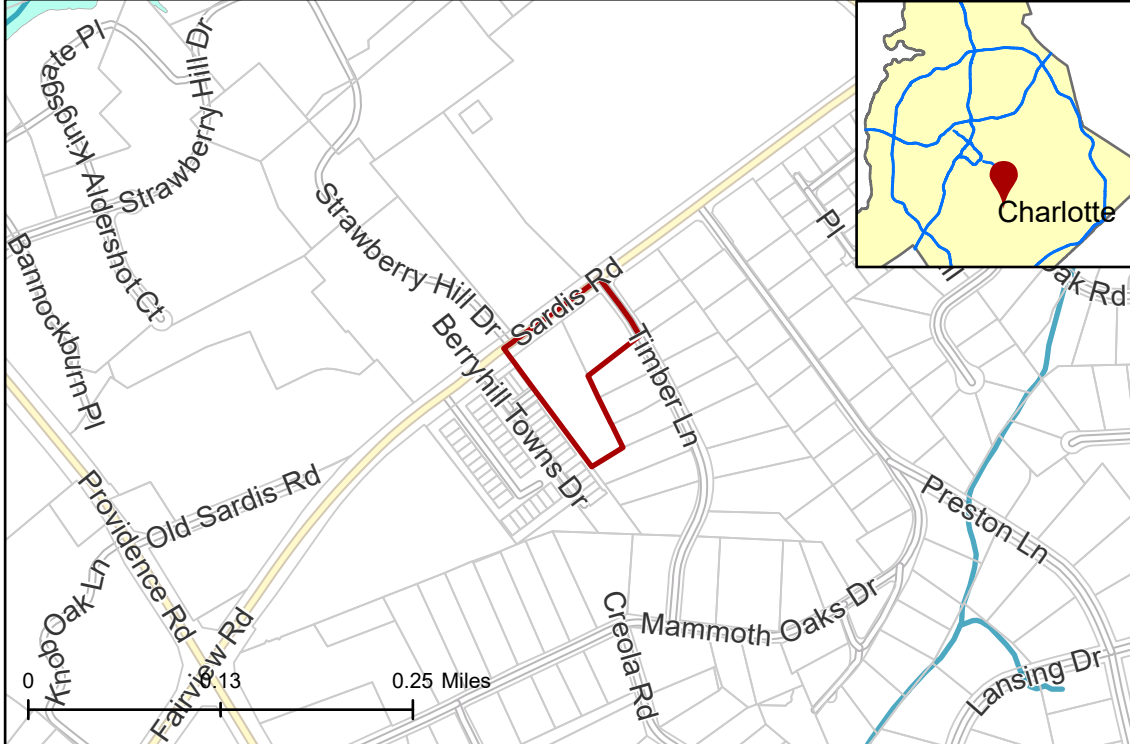 Kingsgate Pl
Strawberry Hill Dr
Aldershot Ct
Bannockburn Pl
Strawberry Hill Dr
Sardis Rd
Berryhill Towns Dr
Timber Ln
Pl
Charlotte
Oak Rd
Old Sardis Rd
Providence Rd
Knob Oak Ln
Fairview Rd
Preston Ln
Mammoth Oaks Dr
Creola Rd
Lansing Dr
0
0.13
0.25 Miles